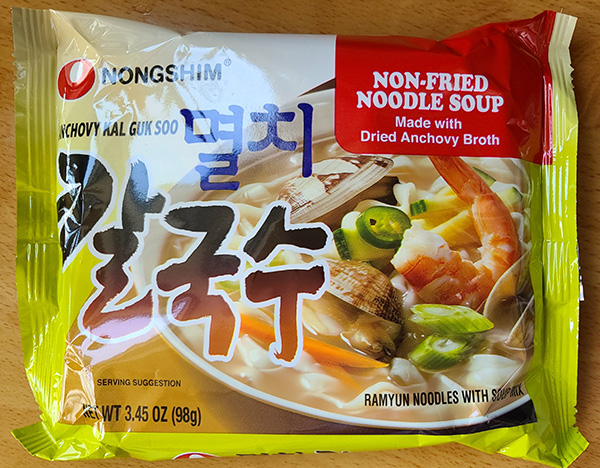 NONGSHIM®
NON-FRIED
NOODLE SOUP
Made with
Dried Anchovy Broth
ANCHOVY KAL GUK SOO
멸치
칼국수
SERVING SUGGESTION
NET WT 3.45 OZ (98g)
RAMYUN NOODLES WITH SOUP MIX